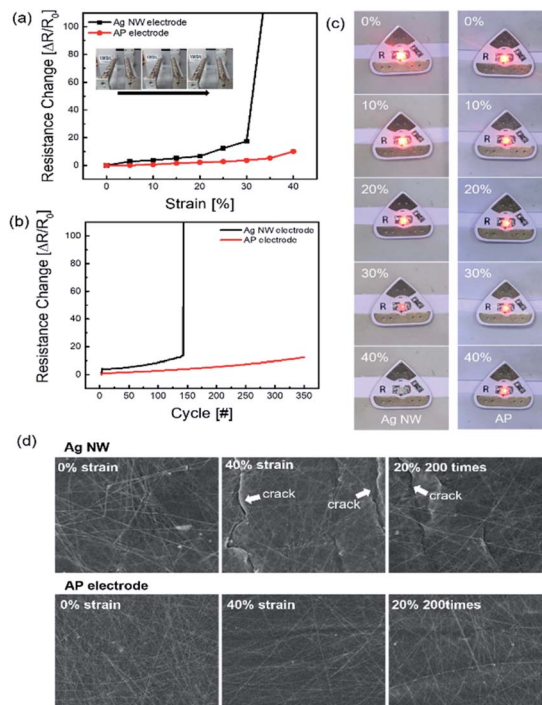 (a)
Ag NW electrode
AP electrode
Resistance Change [ΔR/R0]
100
80
60
40
20
0
0
10
20
30
40
Strain [%]
(b)
Ag NW electrode
AP electrode
Resistance Change [ΔR/R0]
100
80
60
40
20
0
0
50
100
150
200
250
300
350
Cycle [#]
(c)
0%
0%
R
R
10%
10%
R
R
20%
20%
R
R
30%
30%
R
R
40%
40%
R
R
Ag NW
AP
(d)
Ag NW
0% strain
40 % strain
crack
crack
20% 200 times
crack
AP electrode
0% strain
40% strain
20% 200times